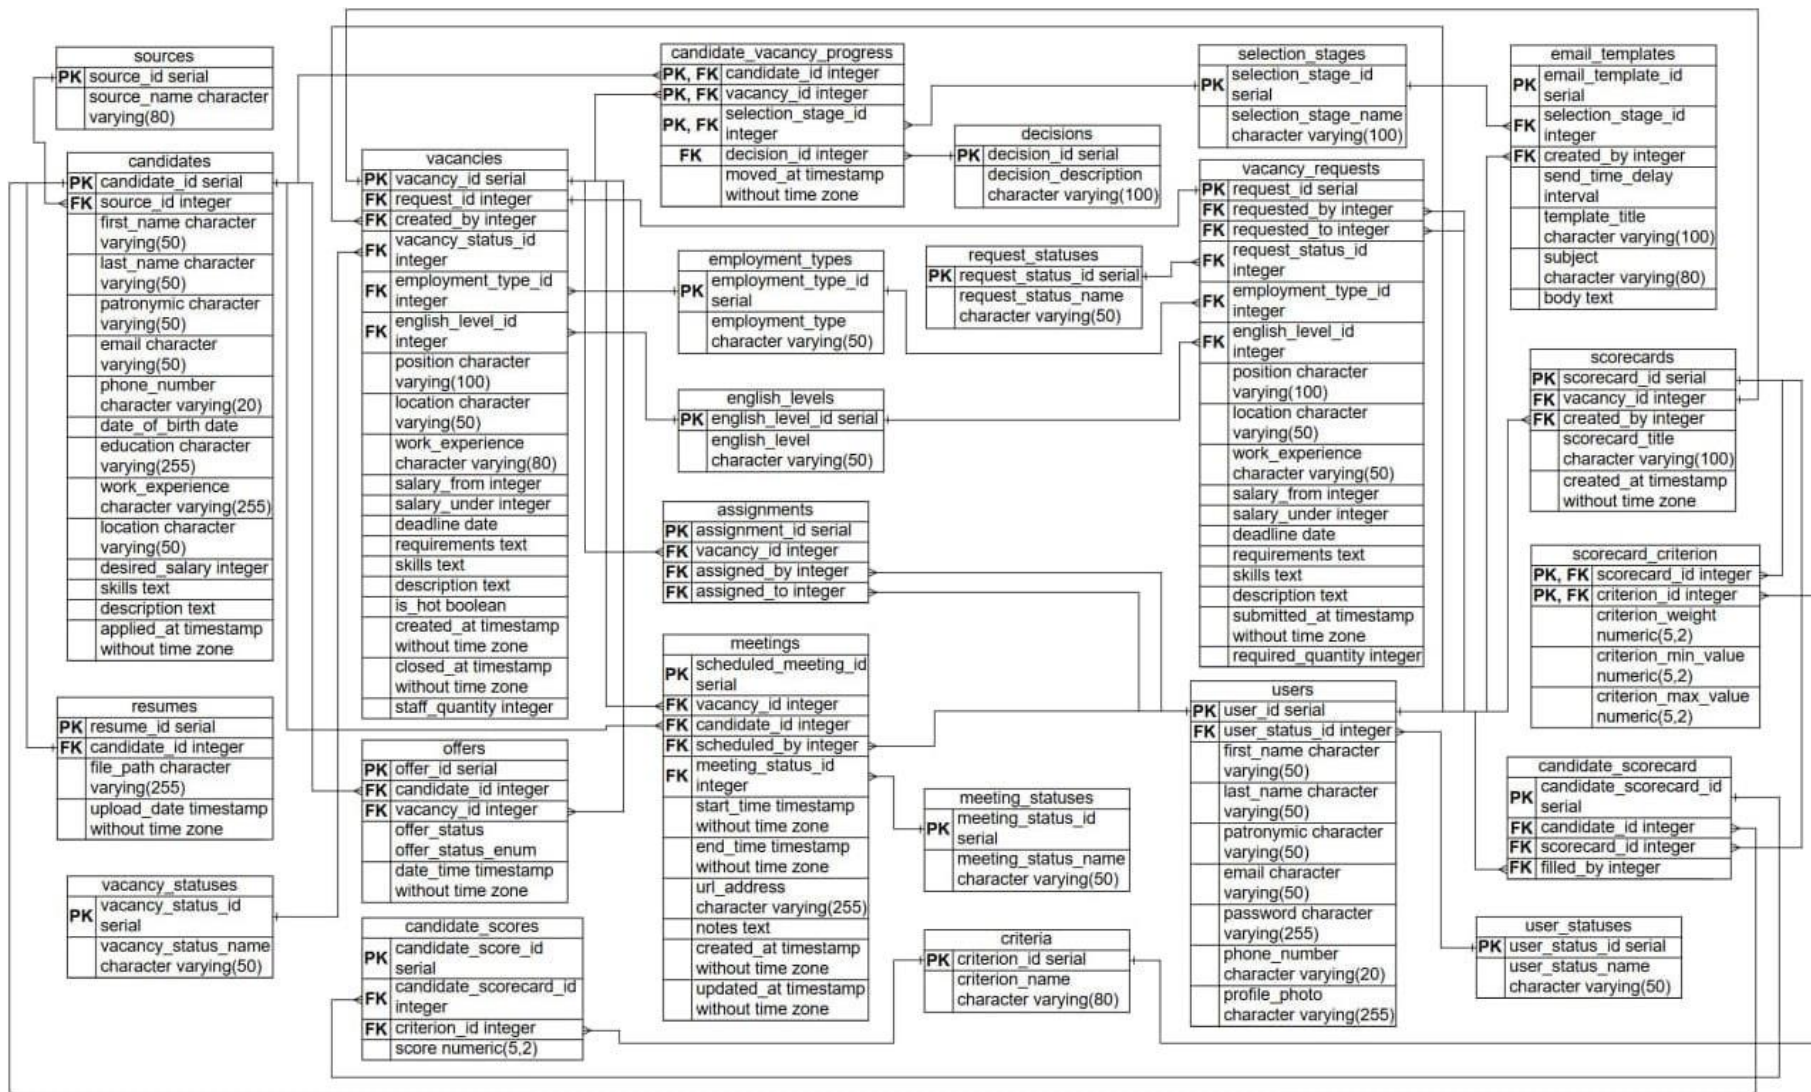 sources
PK source_id serial
source_name character
varying(80)
candidates
PK candidate_id serial
FK source_id integer
first_name character
varying(50)
last_name character
varying(50)
patronymic character
varying(50)
email character
varying(50)
phone_number
character varying(20)
date_of_birth date
education character
varying(255)
work_experience
character varying(255)
location character
varying(50)
desired_salary integer
skills text
description text
applied_at timestamp
without time zone
resumes
PK resume_id serial
FK candidate_id integer
file_path character
varying(255)
upload_date timestamp
without time zone
vacancy_statuses
PK vacancy_status_id
serial
vacancy_status_name
character varying(50)
vacancies
PK vacancy_id serial
FK request_id integer
FK created_by integer
FK vacancy_status_id
integer
FK employment_type_id
integer
FK english_level_id
integer
position character
varying(100)
location character
varying(50)
work_experience
character varying(80)
salary_from integer
salary_under integer
deadline date
requirements text
skills text
description text
is_hot boolean
created_at timestamp
without time zone
closed_at timestamp
without time zone
staff_quantity integer
offers
PK offer_id serial
FK candidate_id integer
FK vacancy_id integer
offer_status
offer_status_enum
date_time timestamp
without time zone
candidate_scores
PK candidate_score_id
serial
FK candidate_scorecard_id
integer
FK criterion_id integer
score numeric(5,2)
candidate_vacancy_progress
PK, FK candidate_id integer
PK, FK vacancy_id integer
PK, FK selection_stage_id
integer
FK decision_id integer
moved_at timestamp
without time zone
decisions
PK decision_id serial
decision_description
character varying(100)
employment_types
PK employment_type_id
serial
employment_type
character varying(50)
request_statuses
PK request_status_id serial
request_status_name
character varying(50)
english_levels
PK english_level_id serial
english_level
character varying(50)
assignments
PK assignment_id serial
FK vacancy_id integer
FK assigned_by integer
FK assigned_to integer
meetings
PK scheduled_meeting_id
serial
FK vacancy_id integer
FK candidate_id integer
FK scheduled_by integer
FK meeting_status_id
integer
start_time timestamp
without time zone
end_time timestamp
without time zone
url_address
character varying(255)
notes text
created_at timestamp
without time zone
updated_at timestamp
without time zone
meeting_statuses
PK meeting_status_id
serial
meeting_status_name
character varying(50)
criteria
PK criterion_id serial
criterion_name
character varying(80)
selection_stages
PK selection_stage_id
serial
selection_stage_name
character varying(100)
vacancy_requests
PK request_id serial
FK requested_by integer
FK requested_to integer
FK request_status_id
integer
FK employment_type_id
integer
FK english_level_id
integer
position character
varying(100)
location character
varying(50)
work_experience
character varying(50)
salary_from integer
salary_under integer
deadline date
requirements text
skills text
description text
submitted_at timestamp
without time zone
required_quantity integer
users
PK user_id serial
FK user_status_id integer
first_name character
varying(50)
last_name character
varying(50)
patronymic character
varying(50)
email character
varying(50)
password character
varying(255)
phone_number
character varying(20)
profile_photo
character varying(255)
email_templates
PK email_template_id
serial
FK selection_stage_id
integer
FK created_by integer
send_time_delay
interval
template_title
character varying(100)
subject
character varying(80)
body text
scorecards
PK scorecard_id serial
FK vacancy_id integer
FK created_by integer
scorecard_title
character varying(100)
created_at timestamp
without time zone
scorecard_criterion
PK, FK scorecard_id integer
PK, FK criterion_id integer
criterion_weight
numeric(5,2)
criterion_min_value
numeric(5,2)
criterion_max_value
numeric(5,2)
candidate_scorecard
PK candidate_scorecard_id
serial
FK candidate_id integer
FK scorecard_id integer
FK filled_by integer
user_statuses
PK user_status_id serial
user_status_name
character varying(50)